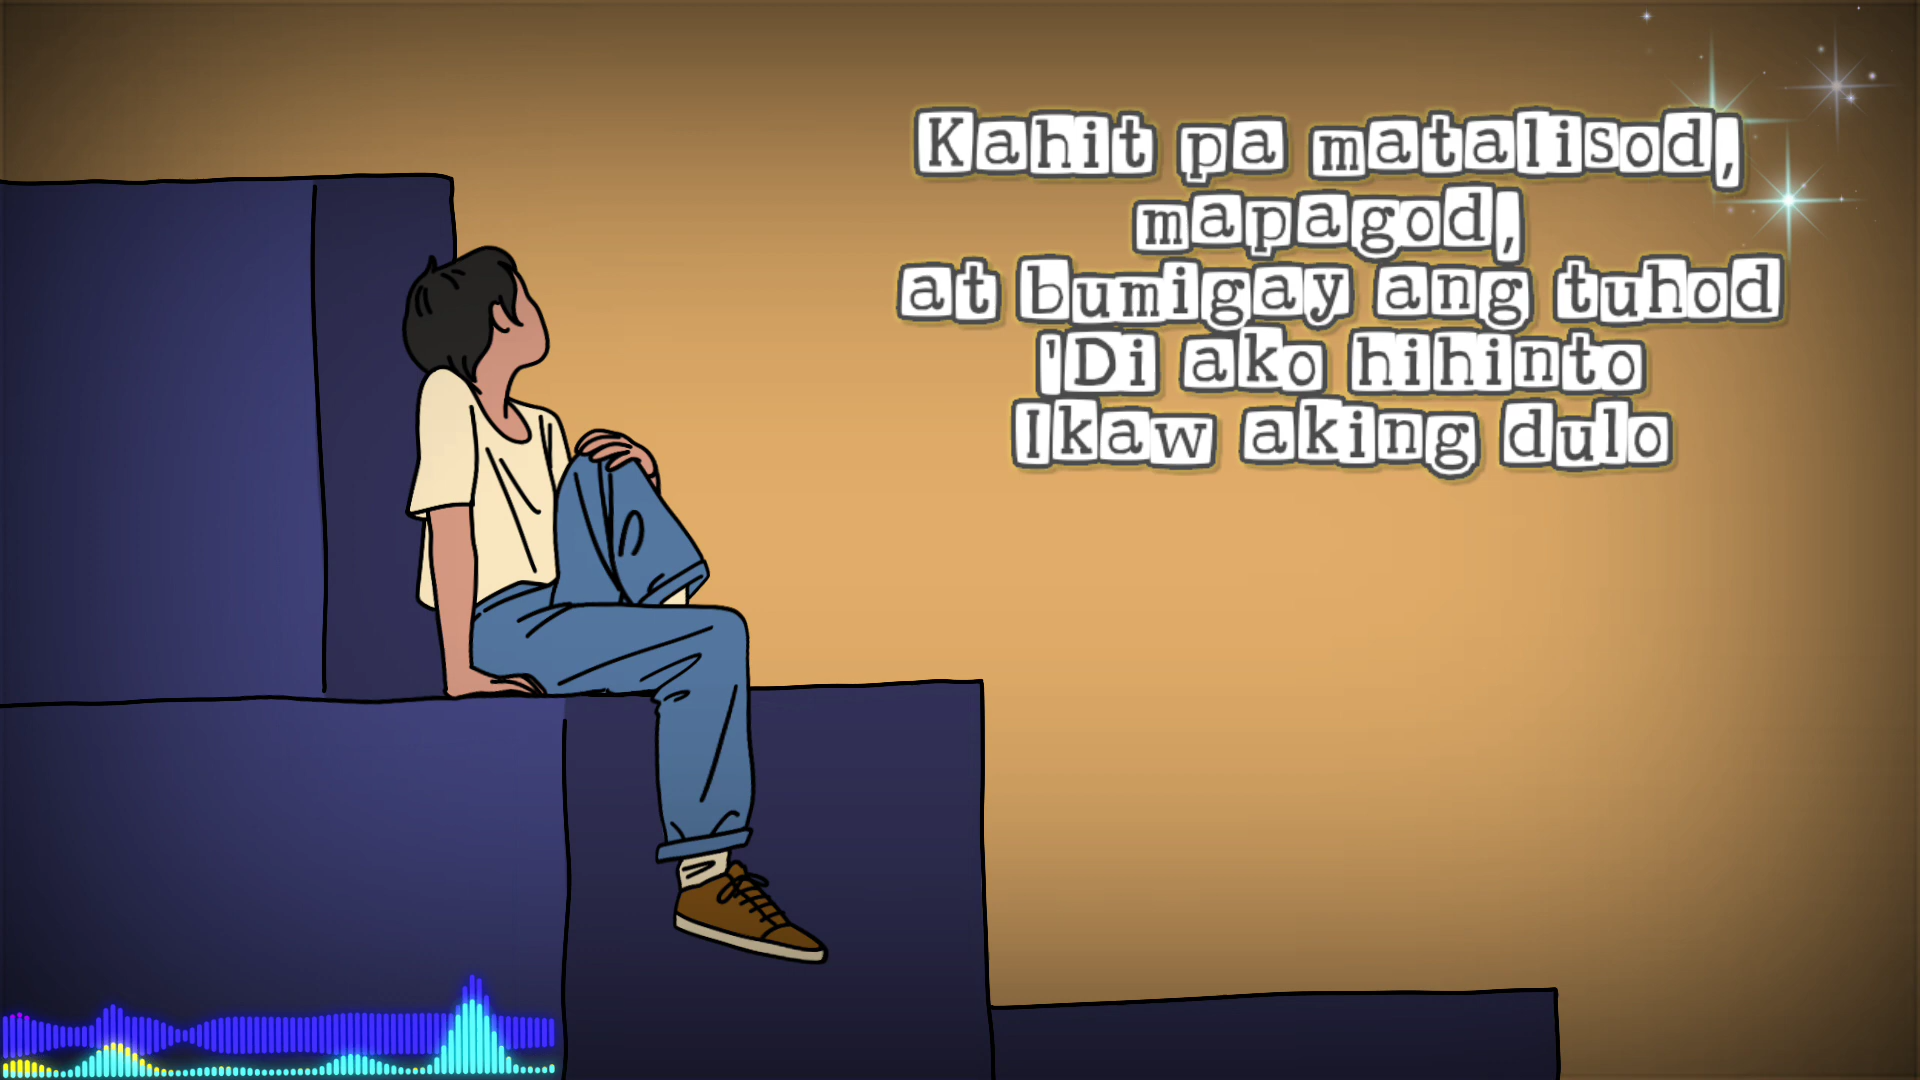 Kahit pa matalisod,
mapagod,
at bumigay ang tuhod
'Di ako hihinto
Ikaw aking dulo